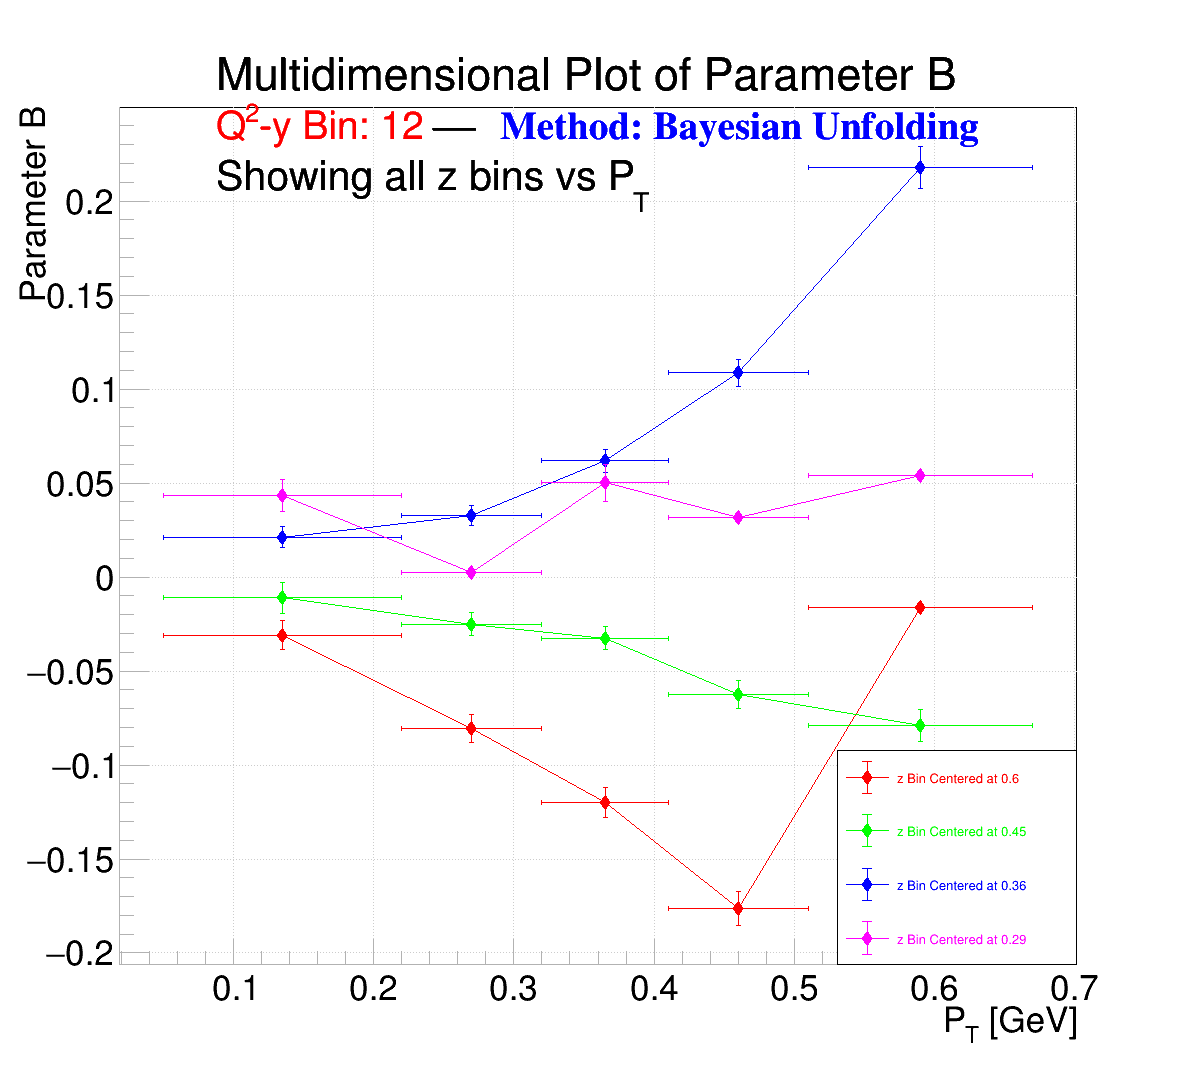 Multidimensional Plot of Parameter B
Q²-y Bin: 12 — Method: Bayesian Unfolding
Showing all z bins vs P_T
Parameter B
0.2
0.15
0.1
0.05
0
−0.05
−0.1
−0.15
−0.2
z Bin Centered at 0.6
z Bin Centered at 0.45
z Bin Centered at 0.36
z Bin Centered at 0.29
0.1 0.2 0.3 0.4 0.5 0.6 0.7
P_T [GeV]